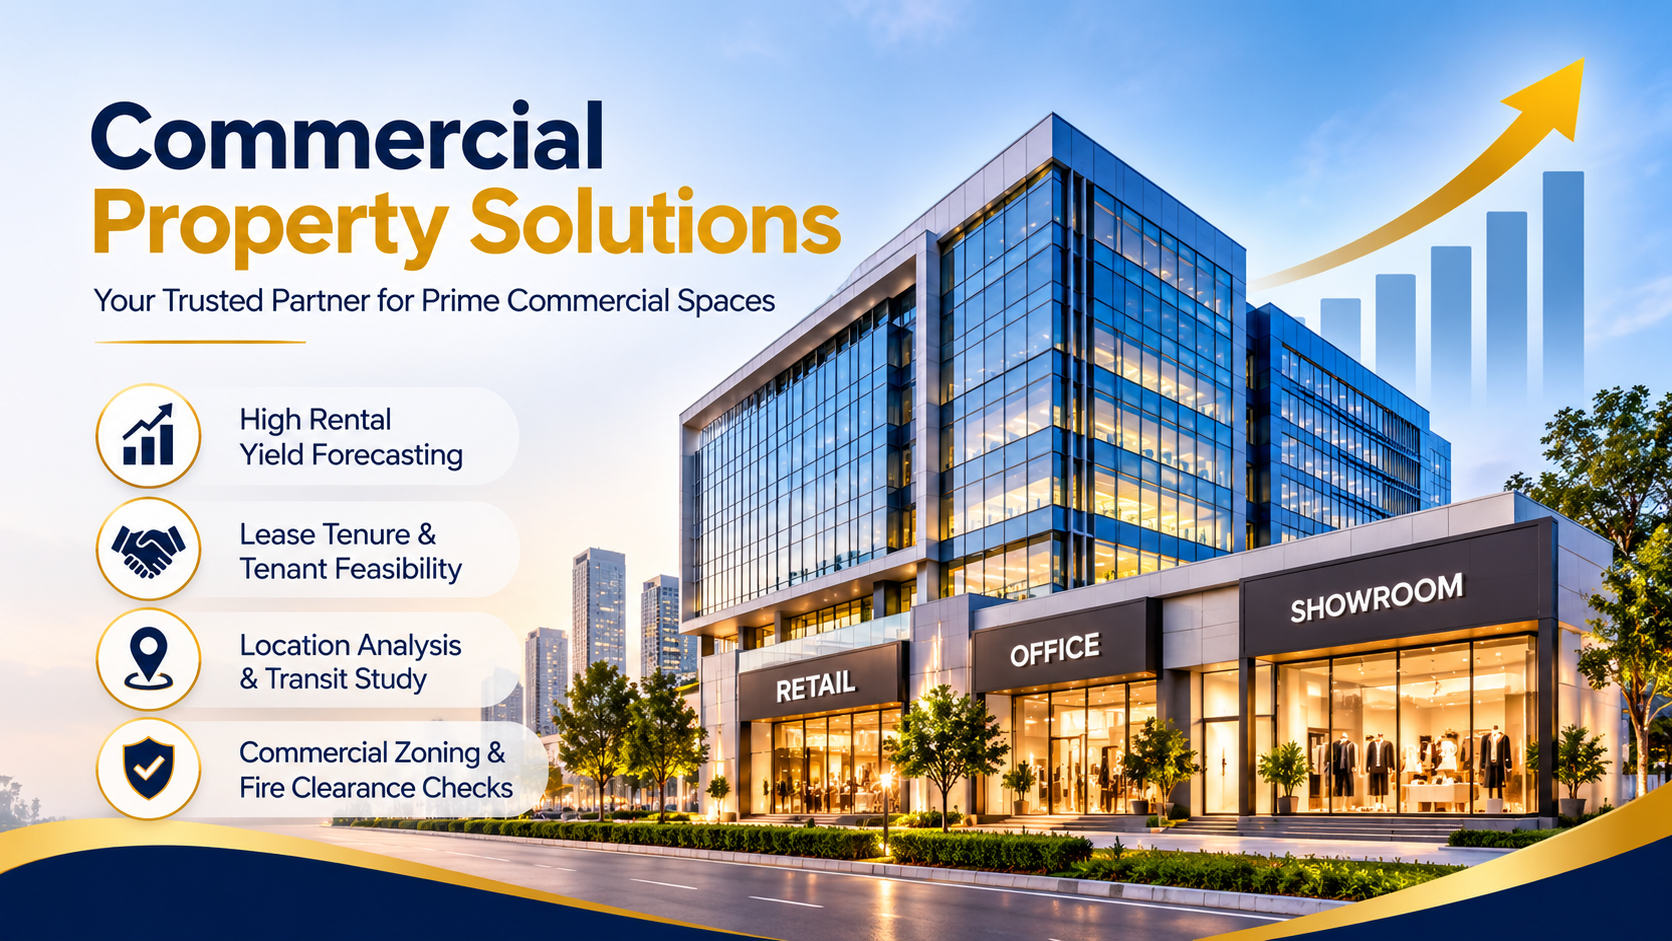 Commercial
Property Solutions
Your Trusted Partner for Prime Commercial Spaces
High Rental
Yield Forecasting
Lease Tenure &
Tenant Feasibility
Location Analysis
& Transit Study
Commercial Zoning &
Fire Clearance Checks
RETAIL
OFFICE
SHOWROOM